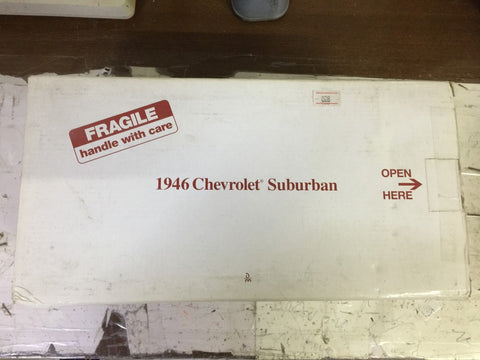 FRAGILE
handle with care
1946 Chevrolet® Suburban
OPEN
HERE